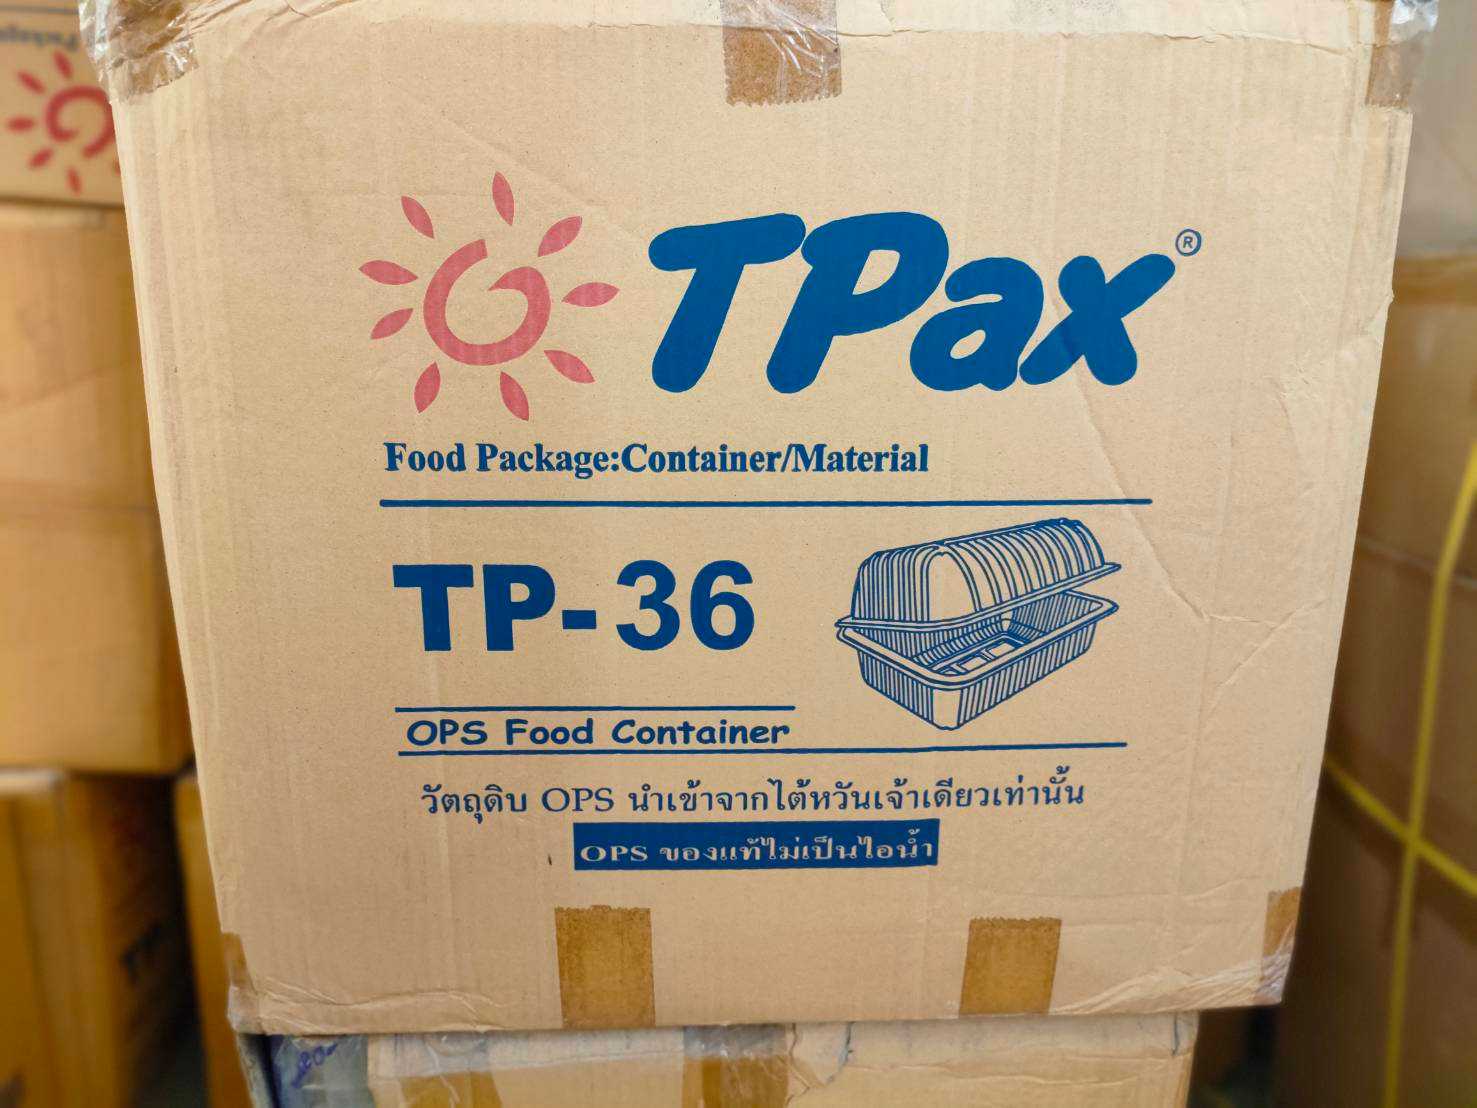 TPax®
Food Package:Container/Material
TP-36
OPS Food Container
วัตถุดิบ OPS นำเข้าจากไต้หวันเจ้าเดียวเท่านั้น
OPS ของแท้ไม่เป็นไอน้ำ